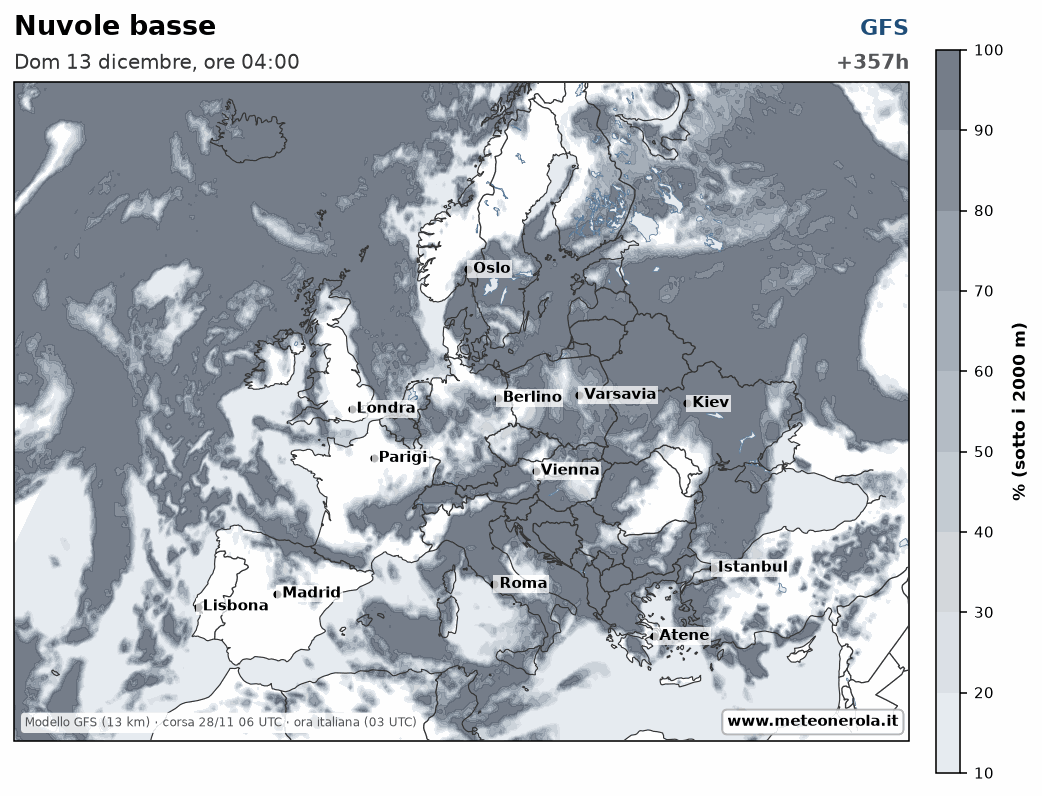 Nuvole basse
GFS
Dom 13 dicembre, ore 04:00
+357h
100
90
80
70
60
50
40
30
20
10
% (sotto i 2000 m)
Oslo
Berlino
Varsavia
Kiev
Londra
Parigi
Vienna
Istanbul
Roma
Madrid
Lisbona
Atene
Modello GFS (13 km) · corsa 28/11 06 UTC · ora italiana (03 UTC)
www.meteonerola.it